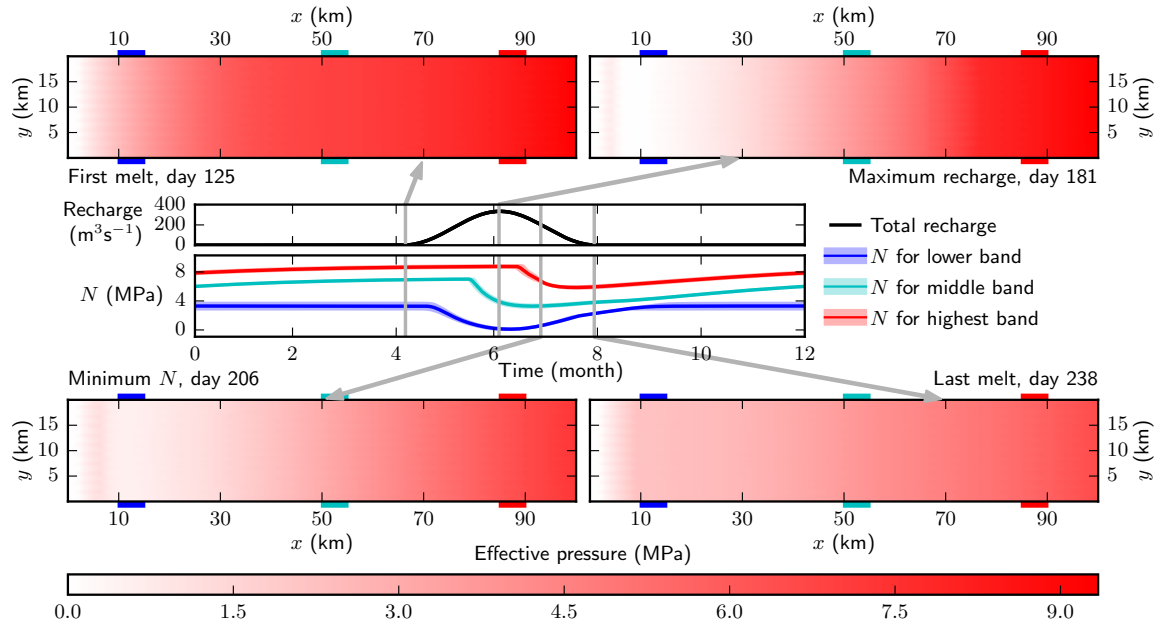 x (km) x (km)
10 30 50 70 90 10 30 50 70 90
y (km) 15 10 5 15 10 5 y (km)
First melt, day 125 Maximum recharge, day 181
Recharge (m³s⁻¹) 400 200 0
Total recharge
N (MPa) 8 4 0
N for lower band
N for middle band
N for highest band
0 2 4 6 8 10 12
Time (month)
Minimum N, day 206 Last melt, day 238
y (km) 15 10 5 15 10 5 y (km)
10 30 50 70 90 10 30 50 70 90
x (km) x (km)
Effective pressure (MPa)
0.0 1.5 3.0 4.5 6.0 7.5 9.0